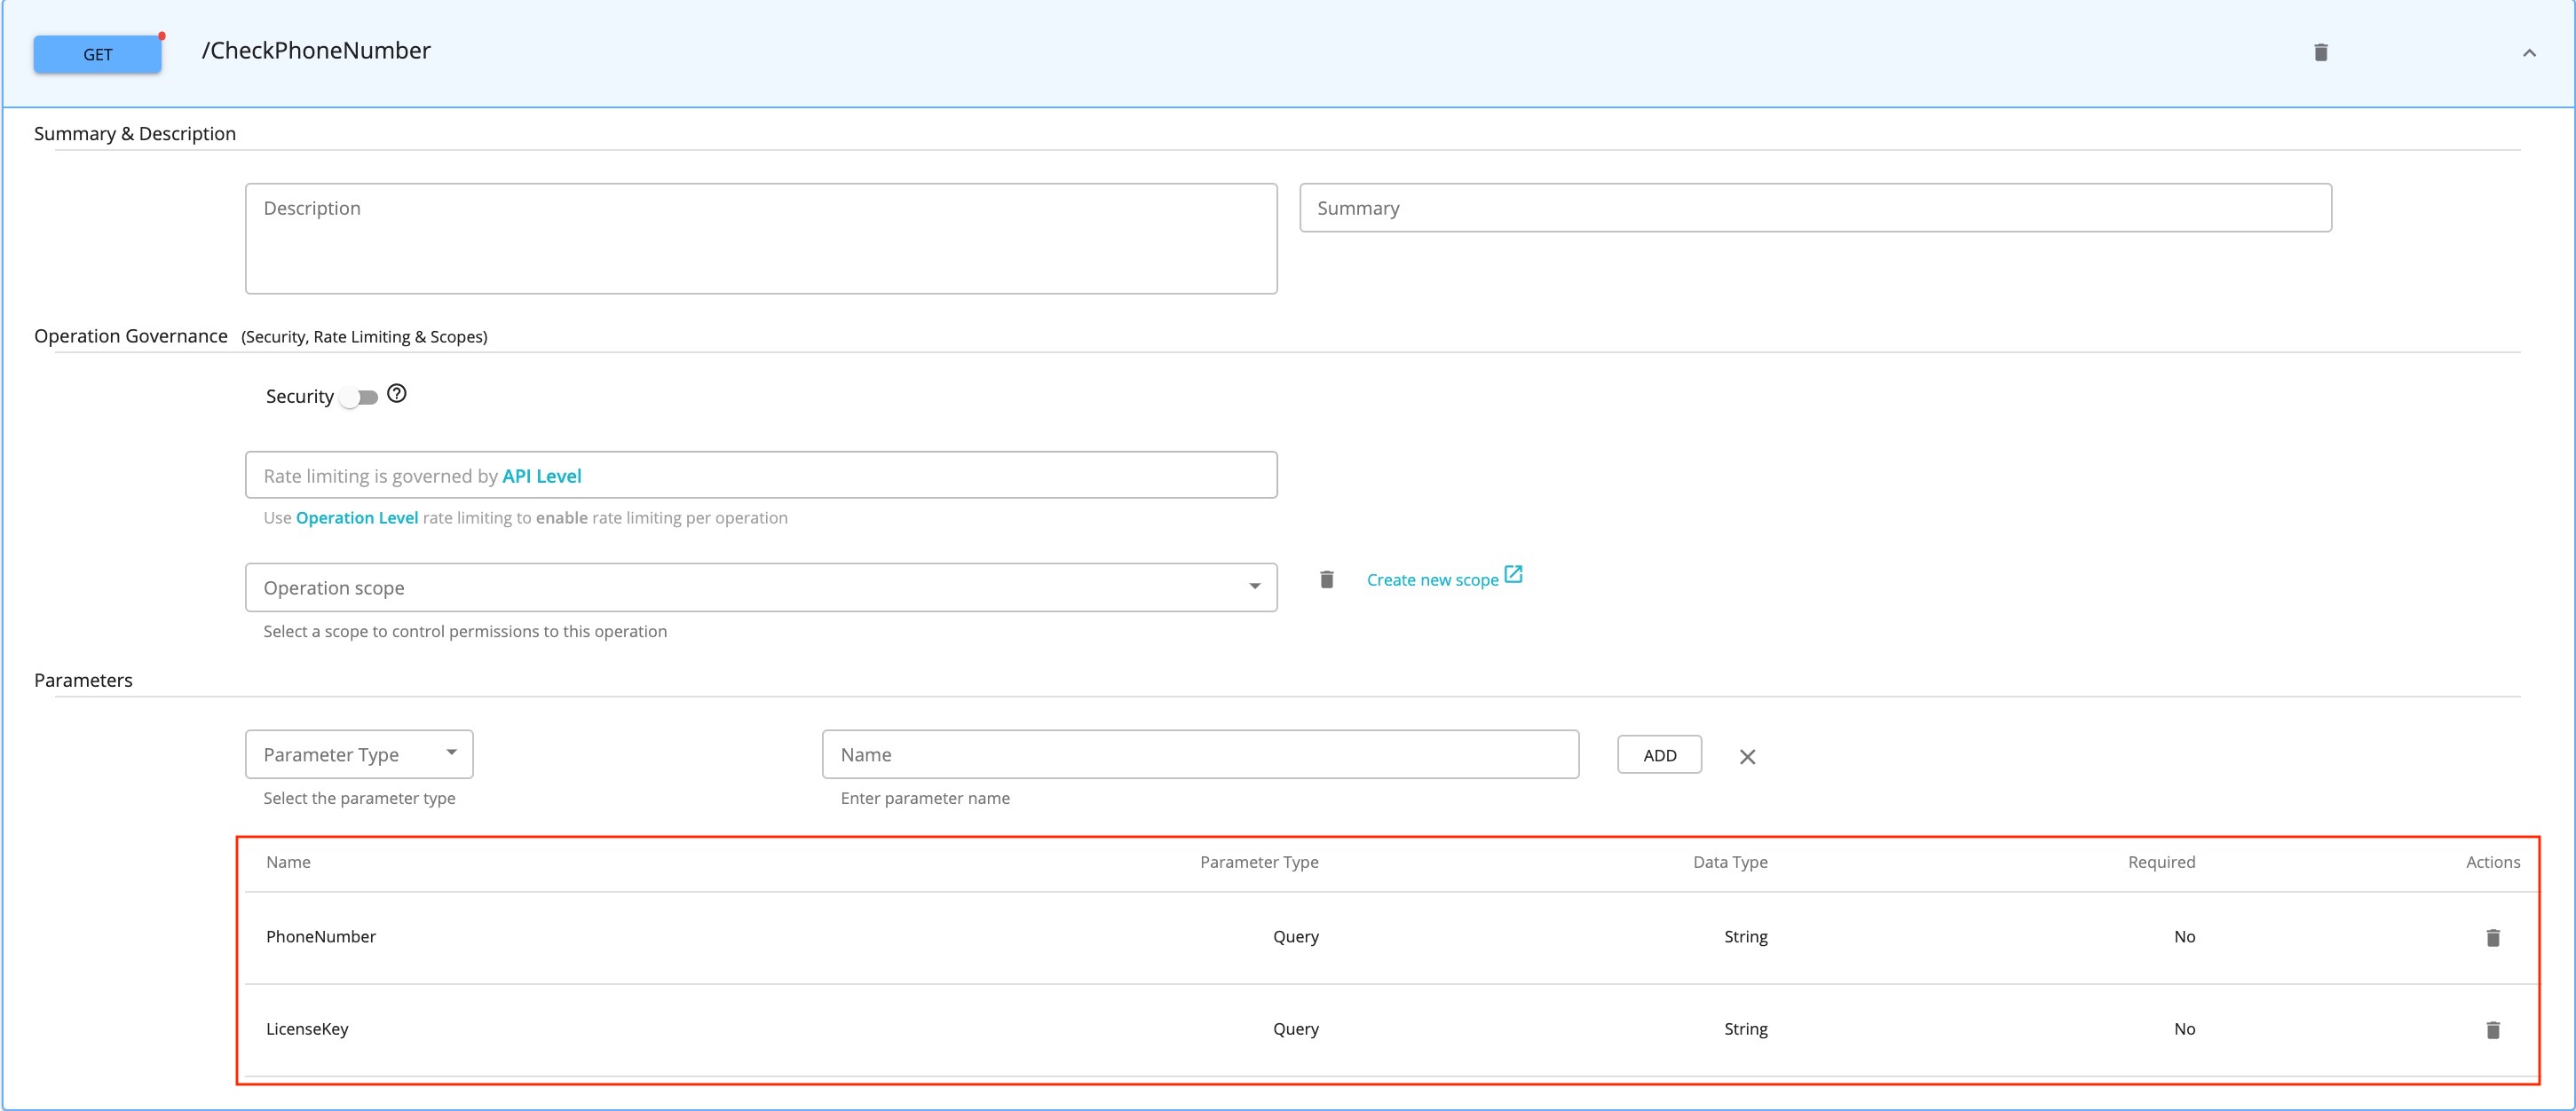 GET /CheckPhoneNumber
Summary & Description
Description Summary
Operation Governance (Security, Rate Limiting & Scopes)
Security
Rate limiting is governed by API Level
Use Operation Level rate limiting to enable rate limiting per operation
Operation scope Create new scope
Select a scope to control permissions to this operation
Parameters
Parameter Type Name ADD
Select the parameter type Enter parameter name
Name Parameter Type Data Type Required Actions
PhoneNumber Query String No
LicenseKey Query String No